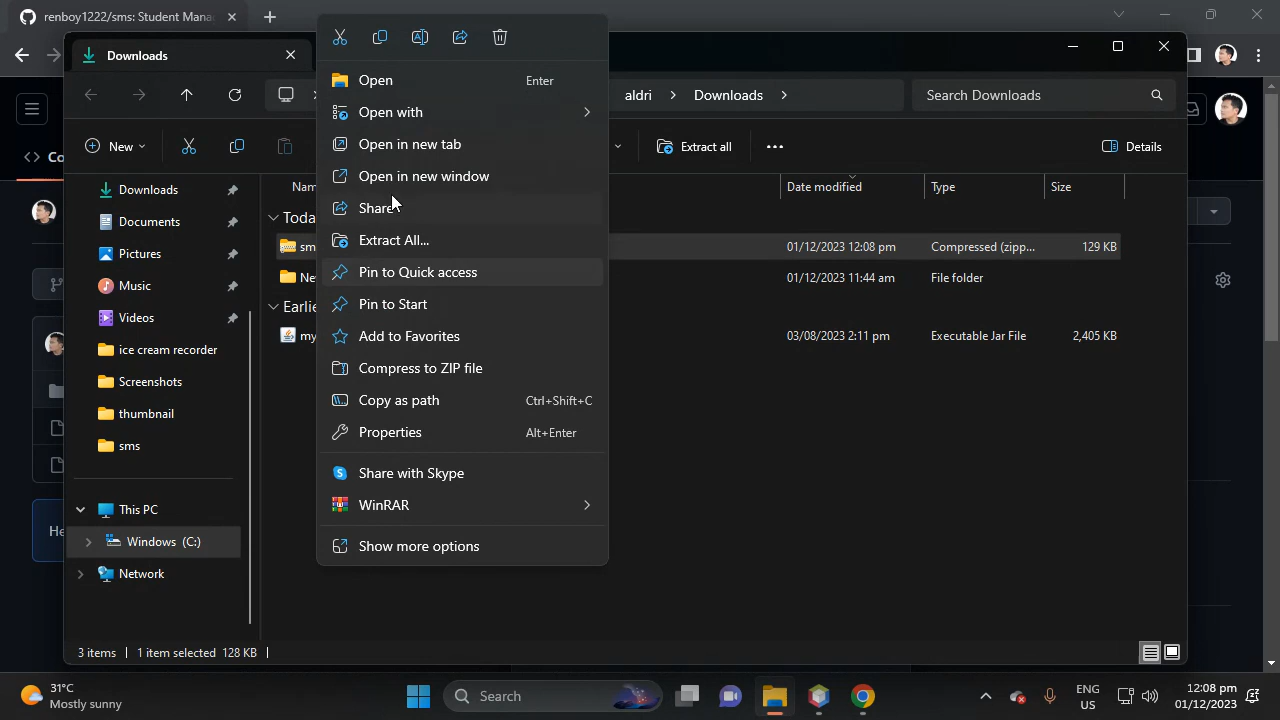 renboy1222/sms: Student Mana
Downloads
aldri > Downloads >
Search Downloads
New
Extract all
Details
Co
Downloads
Documents
Pictures
Music
Videos
ice cream recorder
Screenshots
thumbnail
sms
This PC
Windows (C:)
Network
Open Enter
Open with
Open in new tab
Open in new window
Share
Extract All...
Pin to Quick access
Pin to Start
Add to Favorites
Compress to ZIP file
Copy as path Ctrl+Shift+C
Properties Alt+Enter
Share with Skype
WinRAR
Show more options
Nam
Date modified Type Size
Toda
sm 01/12/2023 12:08 pm Compressed (zipp... 129 KB
Ne 01/12/2023 11:44 am File folder
Earlie
my 03/08/2023 2:11 pm Executable Jar File 2,405 KB
He
3 items 1 item selected 128 KB
31°C
Mostly sunny
Search
ENG
US
12:08 pm
01/12/2023